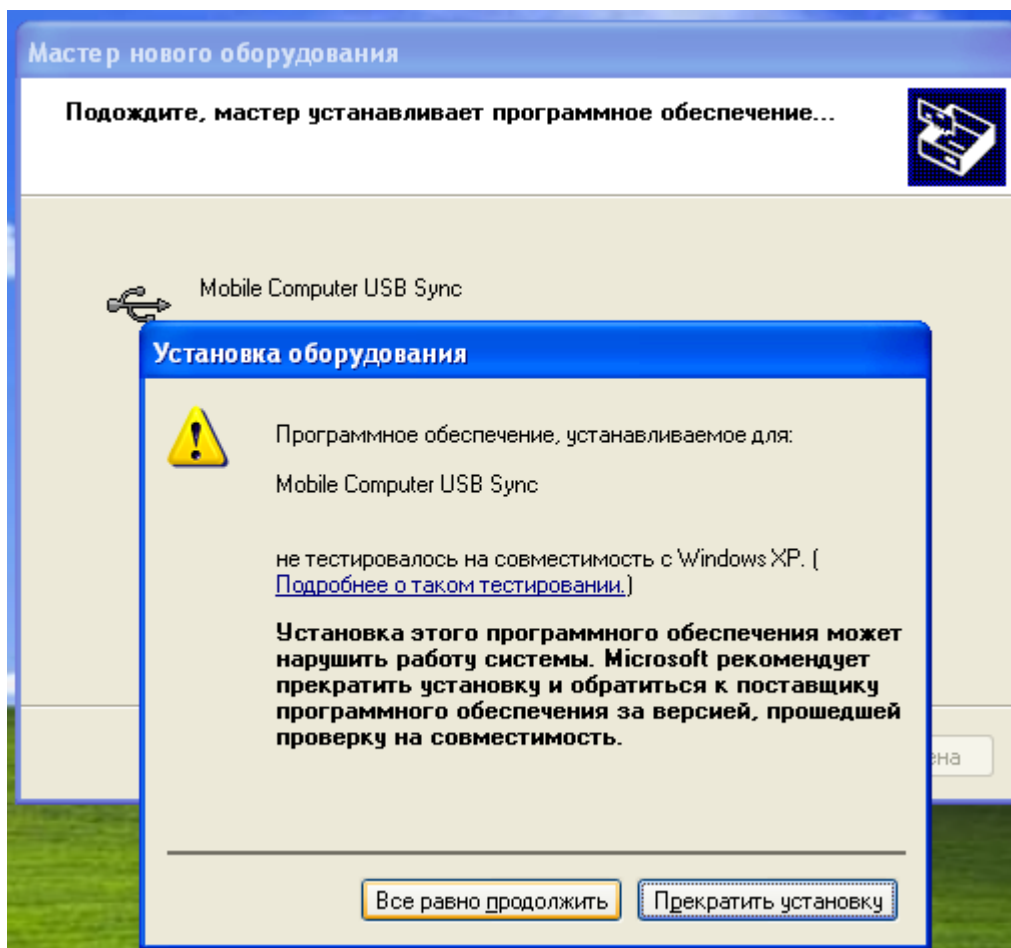 Мастер нового оборудования
Подождите, мастер устанавливает программное обеспечение...
Mobile Computer USB Sync
Установка оборудования
Программное обеспечение, устанавливаемое для:
Mobile Computer USB Sync
не тестировалось на совместимость с Windows XP. (
Подробнее о таком тестировании.)
Установка этого программного обеспечения может
нарушить работу системы. Microsoft рекомендует
прекратить установку и обратиться к поставщику
программного обеспечения за версией, прошедшей
проверку на совместимость.
Все равно продолжить
Прекратить установку